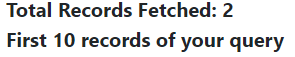 Total Records Fetched: 2
First 10 records of your query